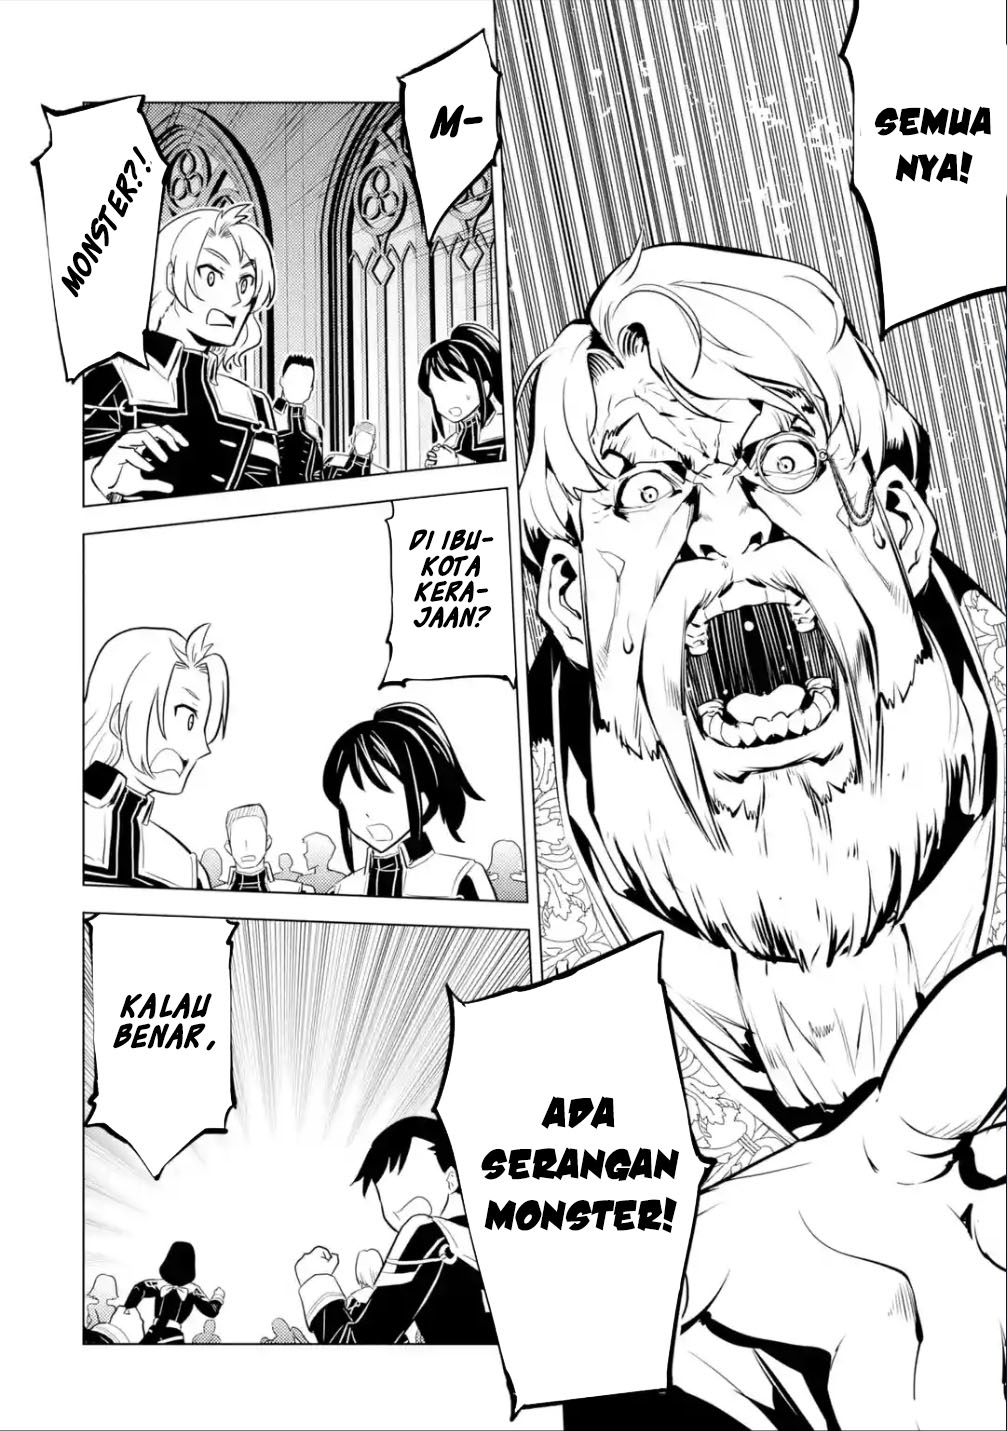 SEMUA
NYA!
ADA
SERANGAN
MONSTER!
M-
MONSTER?!
DI IBU-
KOTA
KERA-
JAAN?
KALAU
BENAR,